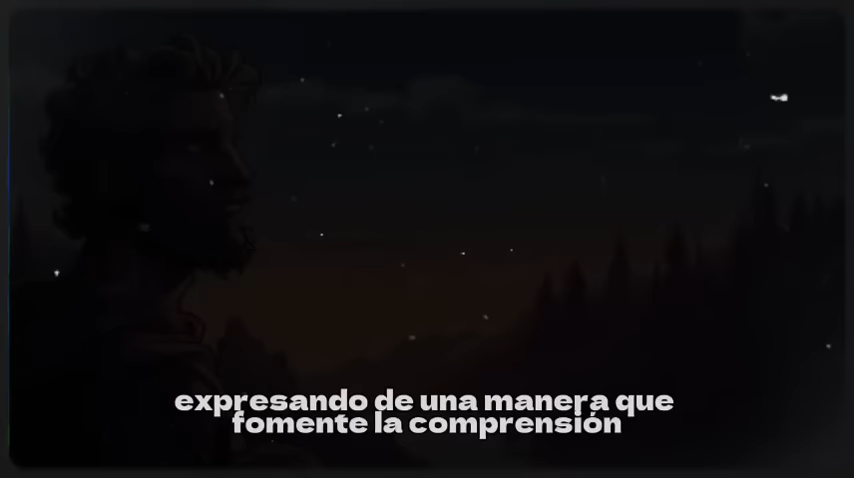 expresando de una manera que
fomente la comprensión